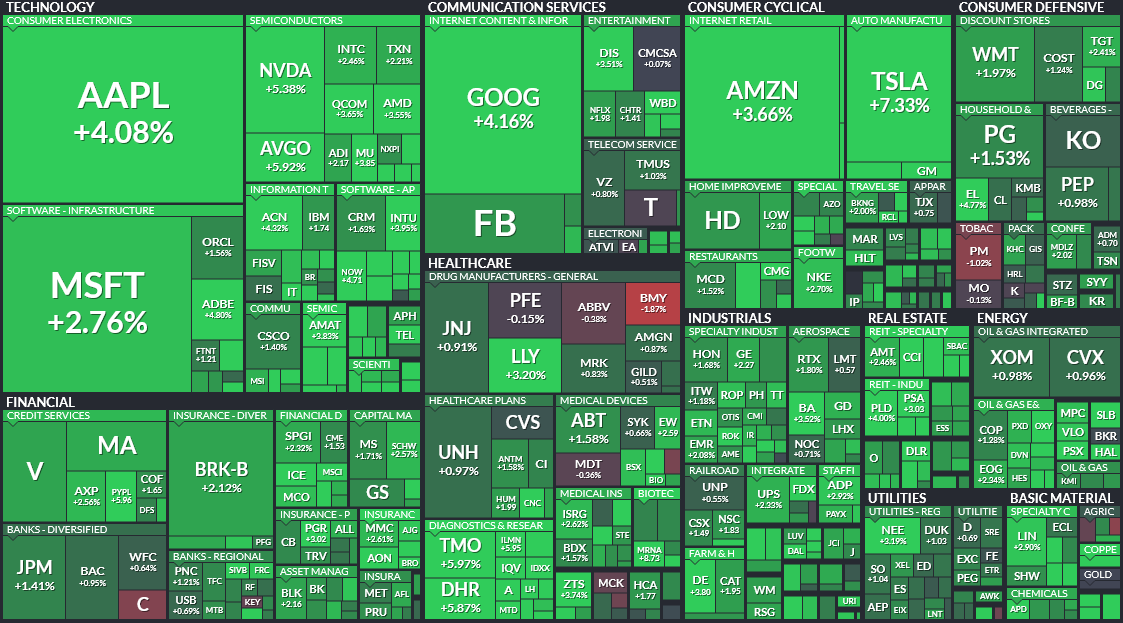 TECHNOLOGY
CONSUMER ELECTRONICS
AAPL
+4.08%
SEMICONDUCTORS
NVDA
+5.38%
INTC
+2.46%
TXN
+2.21%
QCOM
+3.65%
AMD
+3.55%
AVGO
+5.92%
ADI
+2.17
MU
+3.85
NXPI
SOFTWARE - INFRASTRUCTURE
MSFT
+2.76%
ORCL
+1.56%
ADBE
+4.80%
FTNT
+1.21
INFORMATION T
ACN
+4.32%
IBM
+1.74
FISV
FIS
IT
BR
SOFTWARE - AP
CRM
+1.63%
INTU
+3.95%
NOW
+4.71
COMMU
CSCO
+1.40%
MSI
SEMIC
AMAT
+3.83%
APH
TEL
SCIENTI
COMMUNICATION SERVICES
INTERNET CONTENT & INFOR
GOOG
+4.16%
FB
ENTERTAINMENT
DIS
+3.51%
CMCSA
+0.07%
NFLX
+1.98
CHTR
+1.41
WBD
TELECOM SERVICE
VZ
+0.80%
TMUS
+1.03%
T
ELECTRONI
ATVI
EA
CONSUMER CYCLICAL
INTERNET RETAIL
AMZN
+3.66%
AUTO MANUFACTU
TSLA
+7.33%
GM
HOME IMPROVEME
HD
LOW
+2.10
SPECIAL
AZO
TRAVEL SE
BKNG
+2.00%
RCL
MAR
HLT
APPAR
TJX
+0.75
LVS
RESTAURANTS
MCD
+1.52%
CMG
FOOTW
NKE
+2.70%
IP
CONSUMER DEFENSIVE
DISCOUNT STORES
WMT
+1.97%
COST
+1.24%
TGT
+2.41%
DG
HOUSEHOLD &
PG
+1.53%
EL
+4.77%
CL
KMB
BEVERAGES -
KO
PEP
+0.98%
TOBAC
PM
-1.02%
MO
-0.13%
PACK
KHC
GIS
HRL
K
CONFE
MDLZ
+2.02
ADM
+0.70
TSN
STZ
BF-B
SYY
KR
HEALTHCARE
DRUG MANUFACTURERS - GENERAL
JNJ
+0.91%
PFE
-0.15%
ABBV
-0.38%
BMY
-1.87%
LLY
+3.20%
MRK
+0.83%
AMGN
+0.87%
GILD
+0.51%
HEALTHCARE PLANS
UNH
+0.97%
CVS
ANTM
+1.58%
CI
HUM
+1.99
CNC
MEDICAL DEVICES
ABT
+1.58%
SYK
+0.66%
EW
+2.59
MDT
-0.36%
BSX
BIO
DIAGNOSTICS & RESEAR
TMO
+5.97%
DHR
+5.87%
ILMN
+5.95
IQV
IDXX
A
LH
MTD
MEDICAL INS
ISRG
+2.62%
STE
BDX
+1.57%
BIOTEC
MRNA
+8.73
ZTS
+3.74%
MCK
HCA
+1.77
FINANCIAL
CREDIT SERVICES
V
MA
AXP
+2.56%
PYPL
+5.96
COF
+1.65
DFS
INSURANCE - DIVER
BRK-B
+2.12%
PFG
FINANCIAL D
SPGI
+2.32%
CME
+1.53
ICE
MSCI
MCO
CAPITAL MA
MS
+1.71%
SCHW
+2.57%
GS
BANKS - DIVERSIFIED
JPM
+1.41%
BAC
+0.95%
WFC
+0.64%
C
BANKS - REGIONAL
PNC
+1.21%
TFC
SIVB
FRC
RF
KEY
USB
+0.69%
MTB
INSURANCE - P
CB
PGR
+3.02
ALL
TRV
INSURANC
MMC
+2.61%
AJG
AON
BRO
ASSET MANAG
BLK
+2.16
BK
INSURA
MET
AFL
PRU
INDUSTRIALS
SPECIALTY INDUST
HON
+1.68%
GE
+2.27
ITW
+1.18%
ROP
PH
TT
ETN
OTIS
CMI
ROK
IR
EMR
+2.08%
AME
AEROSPACE
RTX
+1.80%
LMT
+0.57
BA
+3.52%
GD
LHX
NOC
+0.71%
RAILROAD
UNP
+0.55%
CSX
+1.49
NSC
+1.83
INTEGRATE
UPS
+2.33%
FDX
STAFFI
ADP
+2.92%
PAYX
FARM & H
DE
+3.80
CAT
+1.95
LUV
DAL
JCI
J
WM
RSG
URI
REAL ESTATE
REIT - SPECIALTY
AMT
+2.46%
CCI
SBAC
REIT - INDU
PLD
+4.00%
PSA
+3.03
ESS
O
DLR
ENERGY
OIL & GAS INTEGRATED
XOM
+0.98%
CVX
+0.96%
OIL & GAS E&
COP
+1.28%
PXD
OXY
DVN
EOG
+2.34%
HES
MPC
VLO
PSX
SLB
BKR
HAL
OIL & GAS
KMI
UTILITIES
UTILITIES - REG
NEE
+3.19%
DUK
+1.03
SO
+1.04
XEL
ED
ES
AEP
EIX
LNT
UTILITIE
D
+0.69
SRE
EXC
FE
PEG
ETR
AWK
BASIC MATERIAL
SPECIALTY C
LIN
+2.90%
ECL
SHW
AGRIC
COPPE
GOLD
CHEMICALS
APD